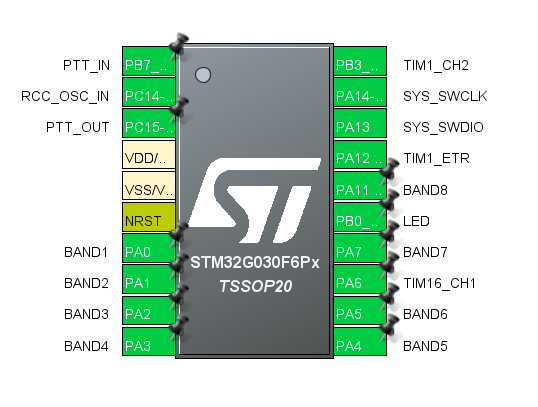 PTT_IN PB7_.. PB3_.. TIM1_CH2
RCC_OSC_IN PC14-.. PA14-.. SYS_SWCLK
PTT_OUT PC15-.. PA13 SYS_SWDIO
VDD/.. PA12 .. TIM1_ETR
VSS/V.. PA11 .. BAND8
NRST PB0_.. LED
BAND1 PA0 PA7 BAND7
STM32G030F6Px
BAND2 PA1 PA6 TIM16_CH1
TSSOP20
BAND3 PA2 PA5 BAND6
BAND4 PA3 PA4 BAND5